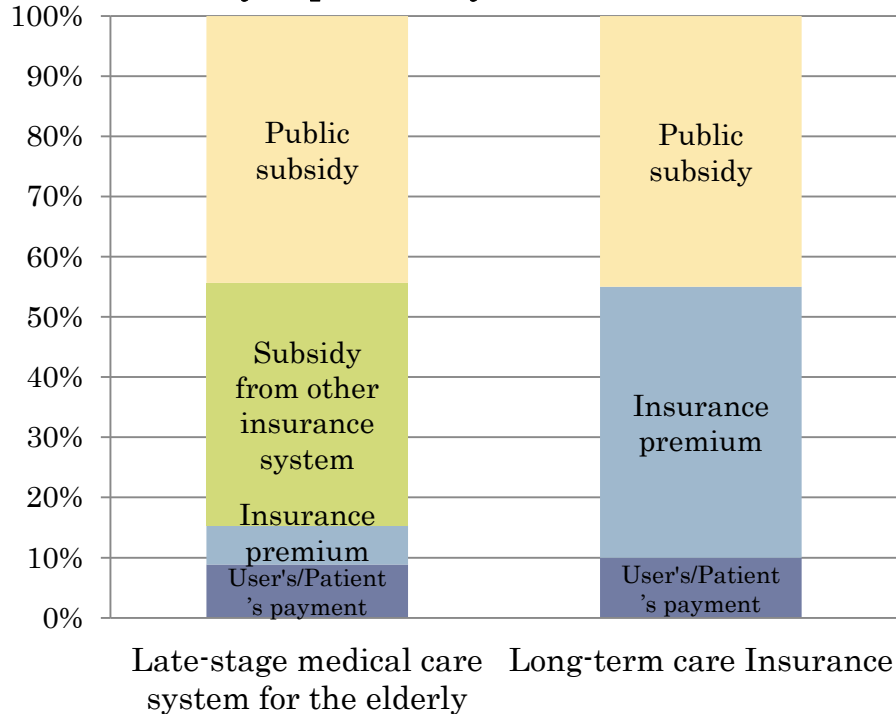 100%
90%
80%
70%
60%
50%
40%
30%
20%
10%
0%
Public
subsidy
Subsidy
from other
insurance
system
Insurance
premium
User's/Patient
's payment
Public
subsidy
Insurance
premium
User's/Patient
's payment
Late-stage medical care
system for the elderly
Long-term care Insurance